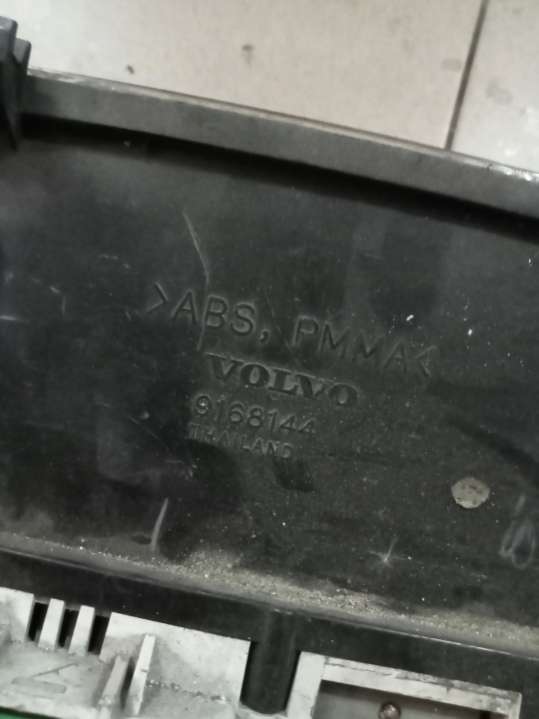 >ABS, PMMA<
VOLVO
9168144
THAILAND